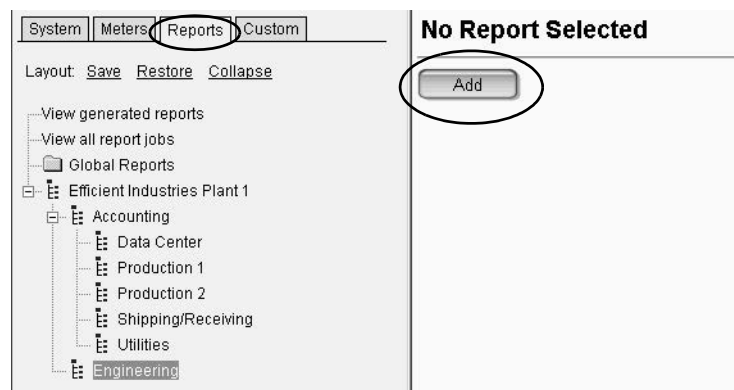 System Meters Reports Custom
Layout: Save Restore Collapse
View generated reports
View all report jobs
Global Reports
Efficient Industries Plant 1
Accounting
Data Center
Production 1
Production 2
Shipping/Receiving
Utilities
Engineering
No Report Selected
Add